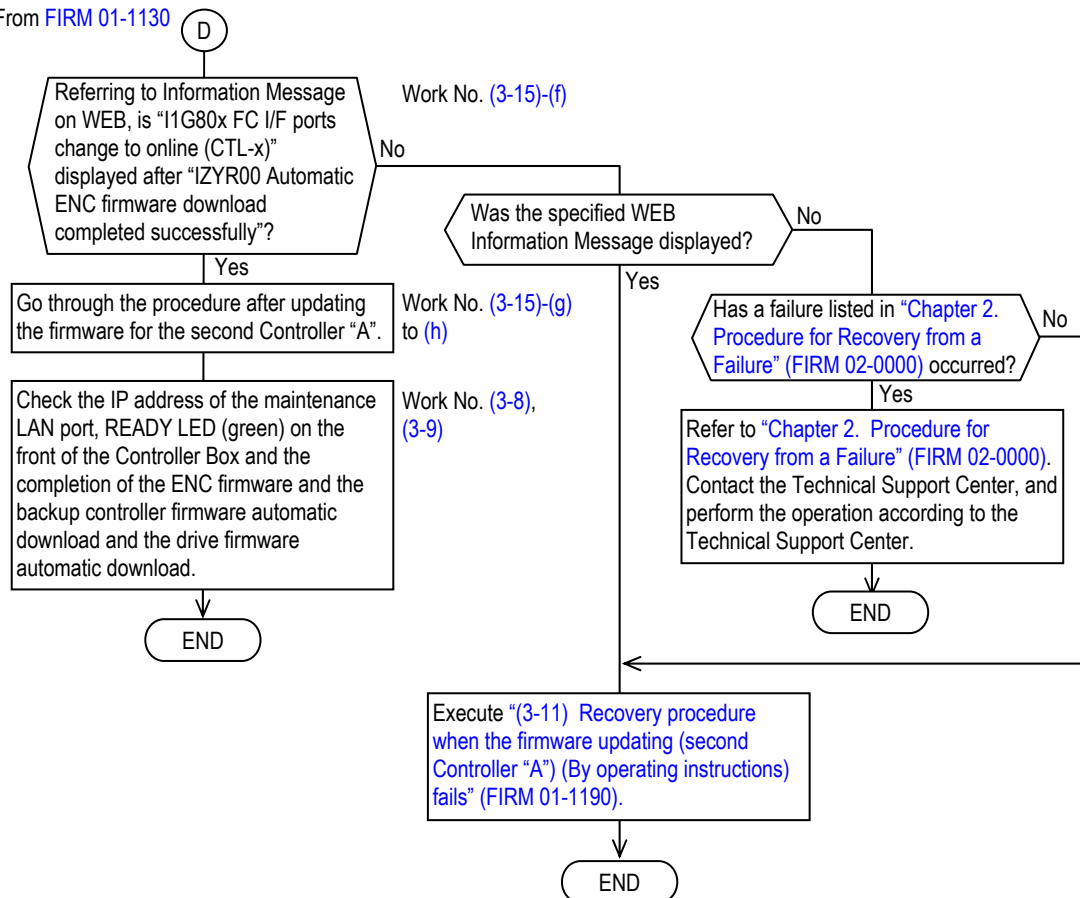 From FIRM 01-1130
D
Referring to Information Message
on WEB, is “I1G80x FC I/F ports
change to online (CTL-x)”
displayed after “IZYR00 Automatic
ENC firmware download
completed successfully”?
Work No. (3-15)-(f)
No
Yes
Was the specified WEB
Information Message displayed?
No
Yes
Go through the procedure after updating
the firmware for the second Controller “A”.
Work No. (3-15)-(g)
to (h)
Has a failure listed in “Chapter 2.
Procedure for Recovery from a
Failure” (FIRM 02-0000) occurred?
No
Yes
Check the IP address of the maintenance
LAN port, READY LED (green) on the
front of the Controller Box and the
completion of the ENC firmware and the
backup controller firmware automatic
download and the drive firmware
automatic download.
Work No. (3-8),
(3-9)
Refer to “Chapter 2.  Procedure for
Recovery from a Failure” (FIRM 02-0000).
Contact the Technical Support Center, and
perform the operation according to the
Technical Support Center.
END
END
Execute “(3-11)  Recovery procedure
when the firmware updating (second
Controller “A”) (By operating instructions)
fails” (FIRM 01-1190).
END